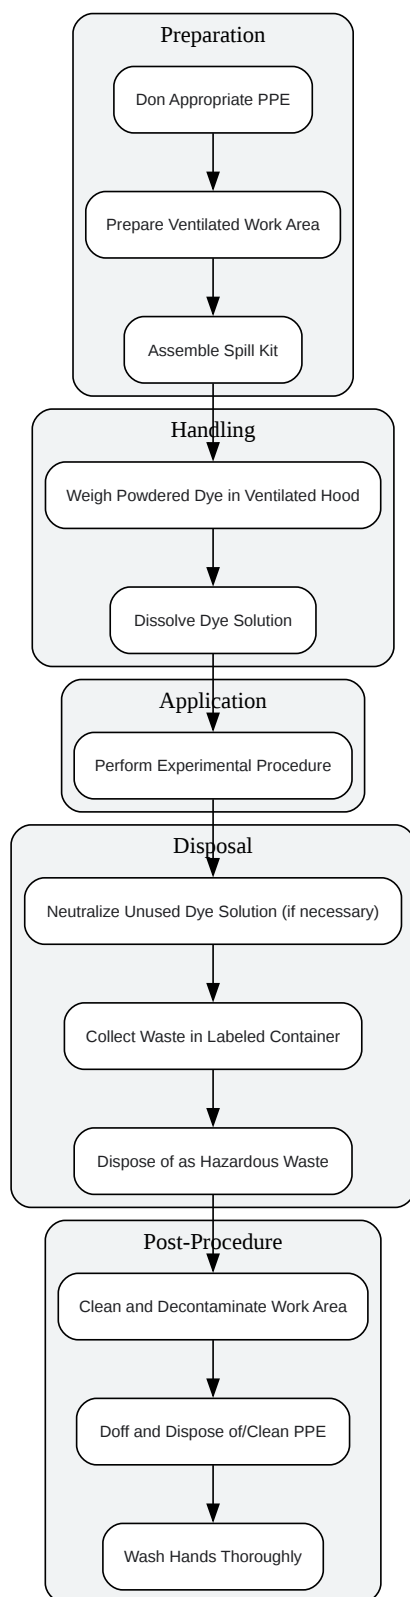 Preparation
Don Appropriate PPE
Prepare Ventilated Work Area
Assemble Spill Kit
Handling
Weigh Powdered Dye in Ventilated Hood
Dissolve Dye Solution
Application
Perform Experimental Procedure
Disposal
Neutralize Unused Dye Solution (if necessary)
Collect Waste in Labeled Container
Dispose of as Hazardous Waste
Post-Procedure
Clean and Decontaminate Work Area
Doff and Dispose of/Clean PPE
Wash Hands Thoroughly